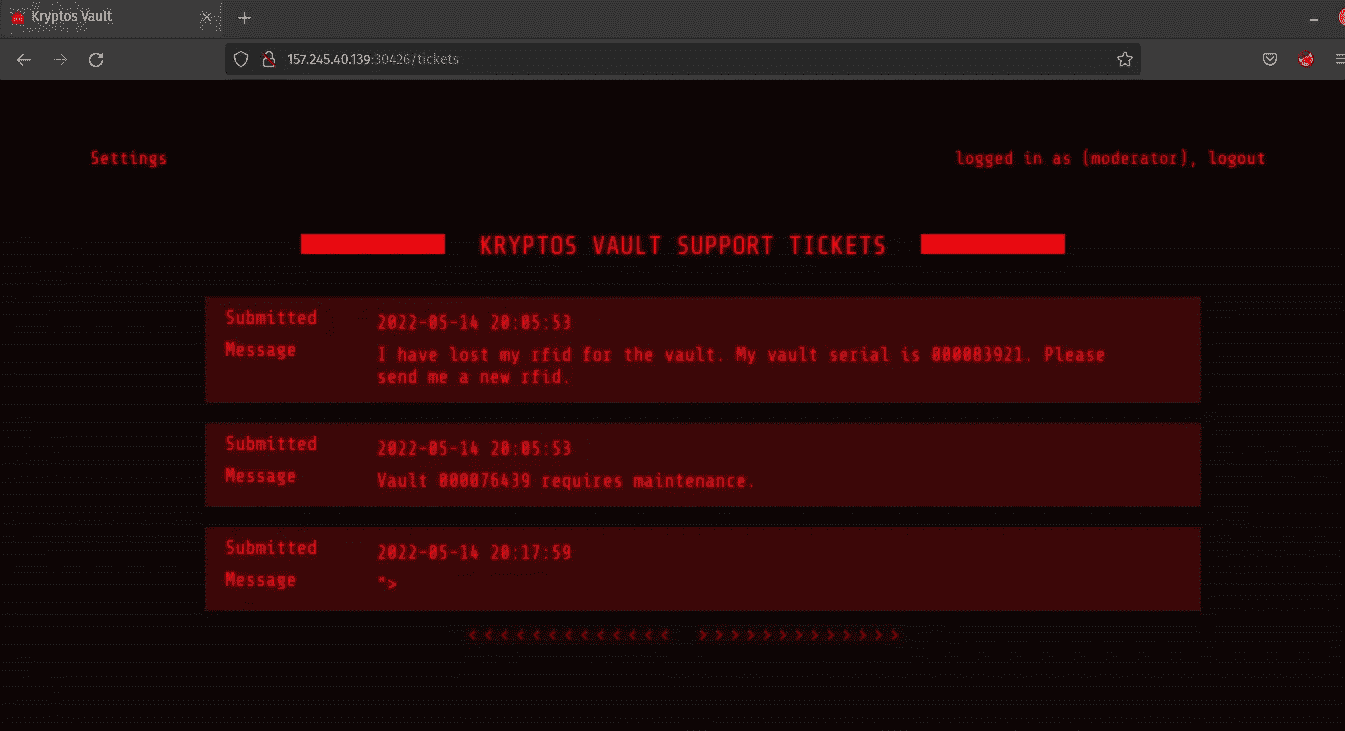 Kryptos Vault
157.245.40.139:30426/tickets
Settings
logged in as (moderator), logout
KRYPTOS VAULT SUPPORT TICKETS
Submitted 2022-05-14 20:05:53
Message I have lost my rfid for the vault. My vault serial is 000083921. Please
send me a new rfid.
Submitted 2022-05-14 20:05:53
Message Vault 000076439 requires maintenance.
Submitted 2022-05-14 20:17:59
Message ">
< < < < < < < < < < < < < > > > > > > > > > > > > >